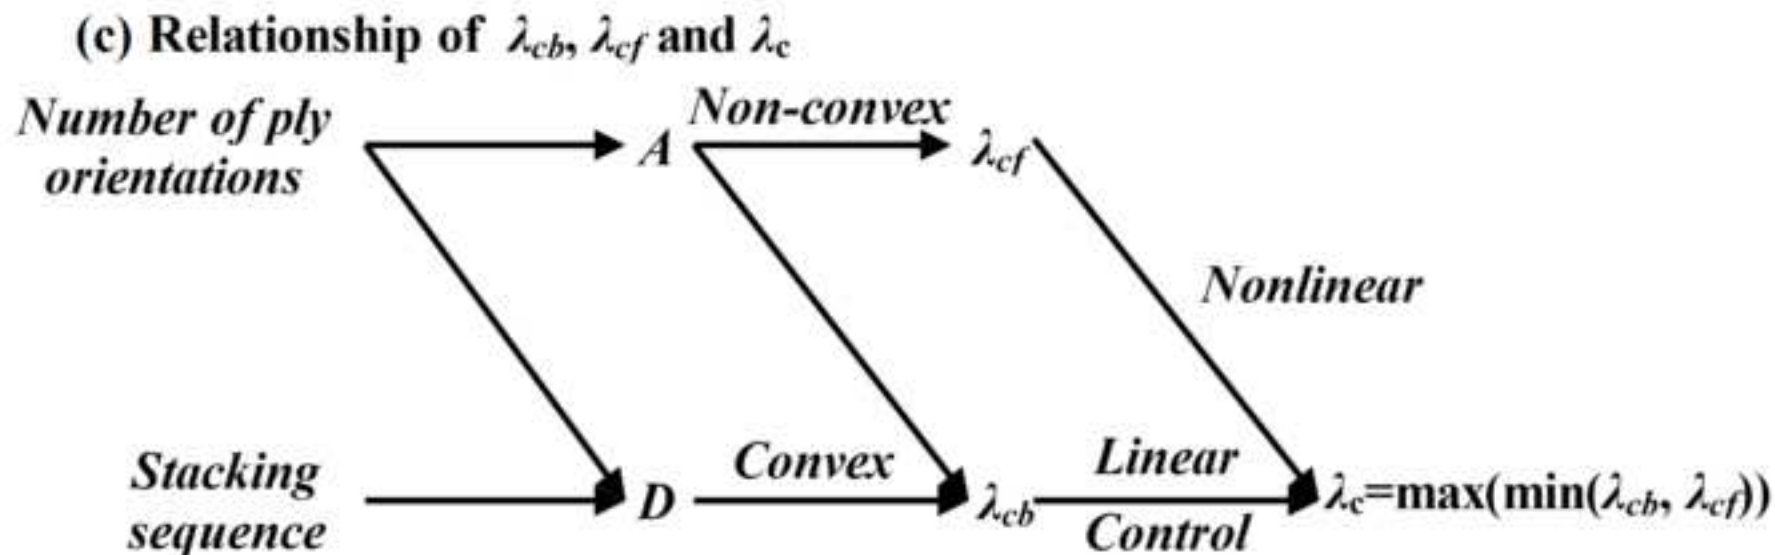 (c) Relationship of λcb, λcf and λc
Number of ply
orientations
A
Non-convex
λcf
Nonlinear
Stacking
sequence
D
Convex
λcb
Linear
Control
λc=max(min(λcb, λcf))